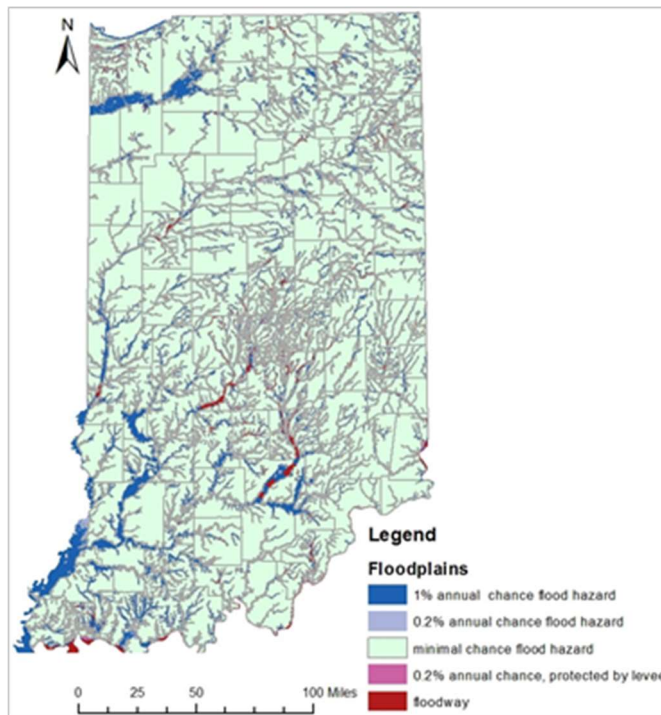 N
Legend
Floodplains
1% annual chance flood hazard
0.2% annual chance flood hazard
minimal chance flood hazard
0.2% annual chance, protected by levee
floodway
0 25 50 100 Miles